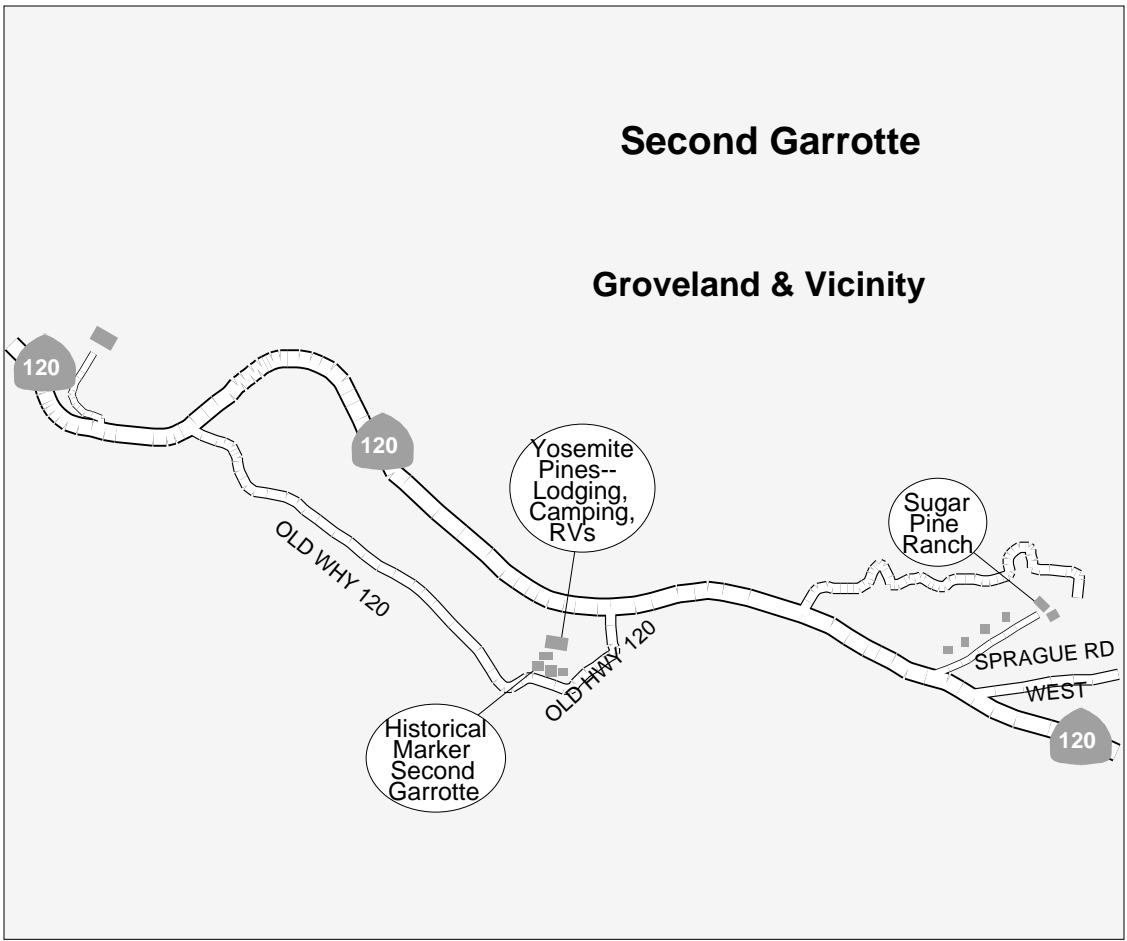 Second Garrotte
Groveland & Vicinity
120
120
Yosemite
Pines--
Lodging,
Camping,
RVs
Sugar
Pine
Ranch
OLD WHY 120
OLD HWY 120
SPRAGUE RD
WEST
Historical
Marker
Second
Garrotte
120